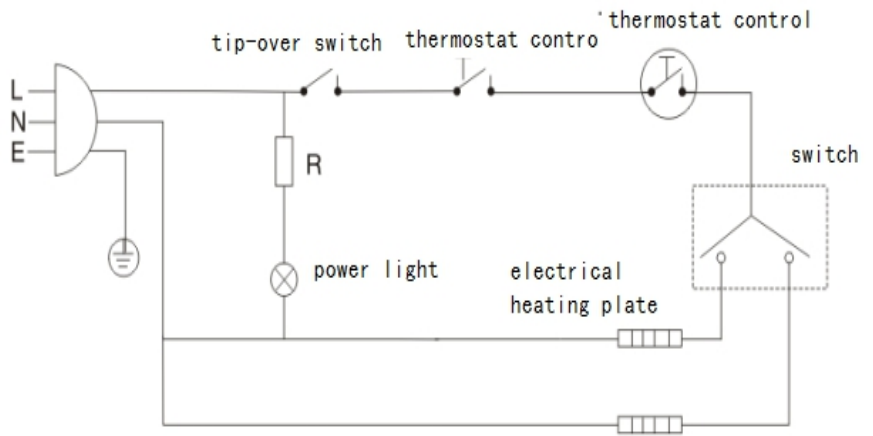 thermostat control
tip-over switch
thermostat contro
L
N
E
switch
R
power light
electrical
heating plate